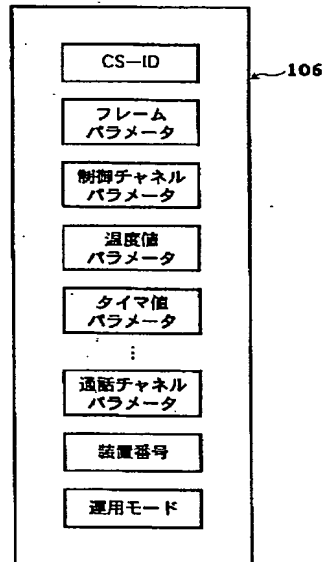 CS—ID
106
フレーム
パラメータ
制御チャネル
パラメータ
温度値
パラメータ
タイマ値
パラメータ
⋮
通話チャネル
パラメータ
装置番号
運用モード